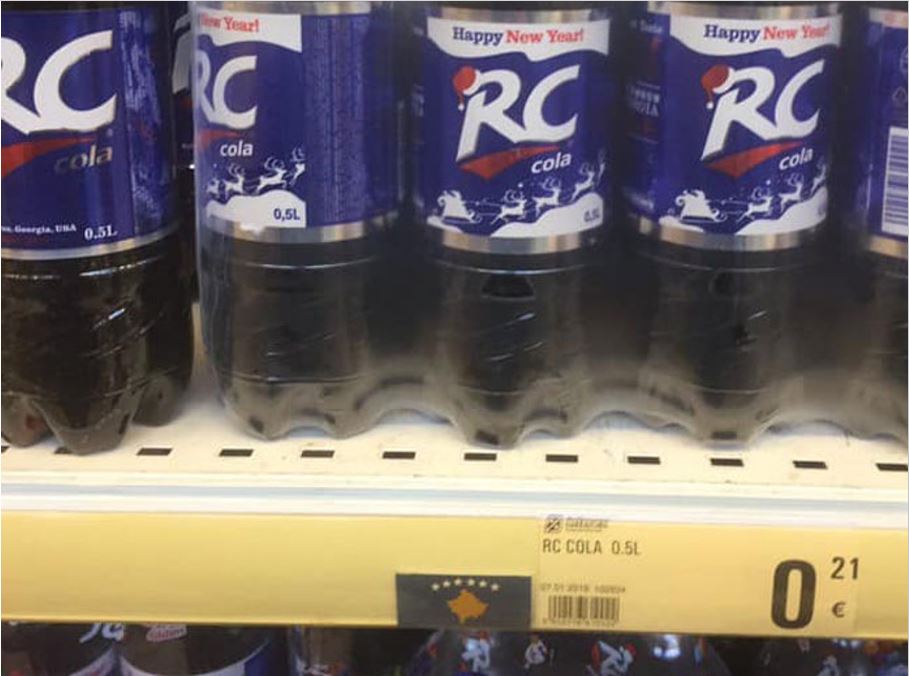 RC
cola
Georgia, USA 0.5L
New Year!
RC
cola
0,5L
Happy New Year!
RC
cola
Happy New Year!
RC
cola
RC COLA 0.5L
0 21
€